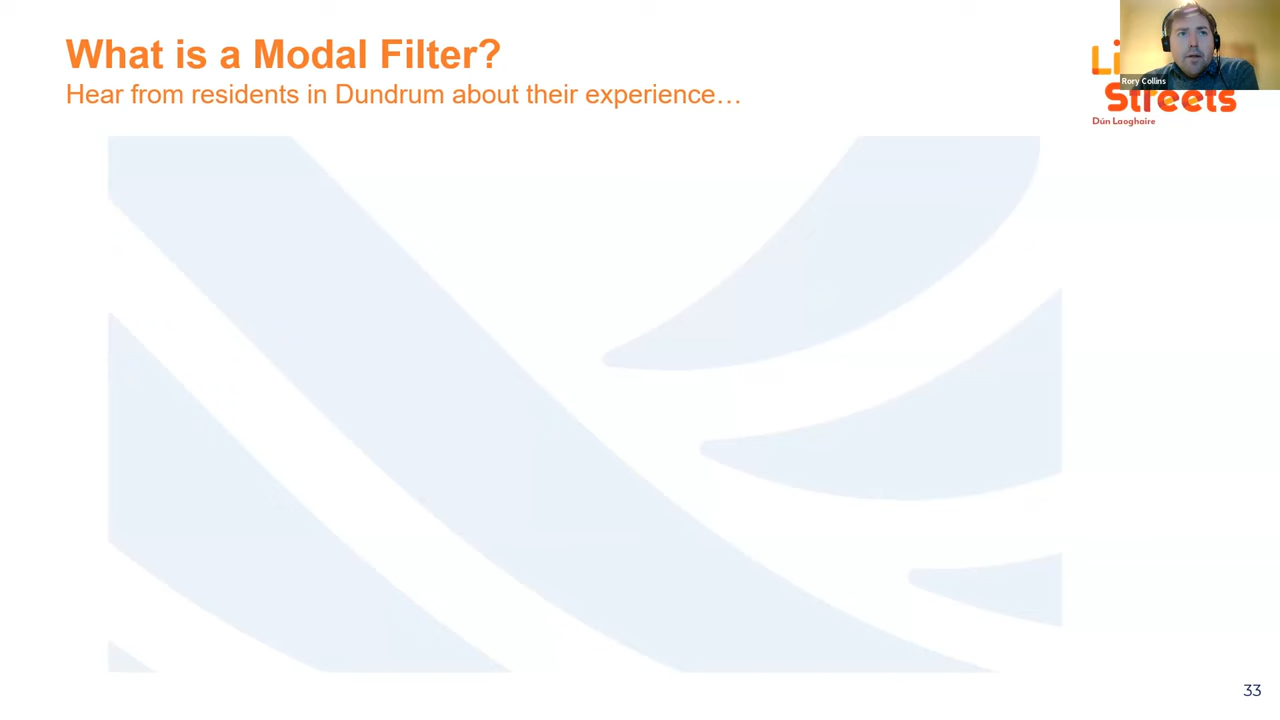 What is a Modal Filter?
Hear from residents in Dundrum about their experience…
Rory Collins
Streets
Dún Laoghaire
33